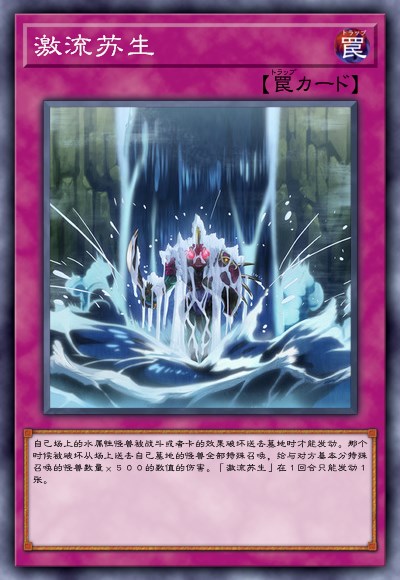 激流苏生
トラップ
罠
トラップ
【罠カード】
自己场上的水属性怪兽被战斗或者卡的效果破坏送去墓地时才能发动。那个
时候被破坏从场上送去自己墓地的怪兽全部特殊召唤，给与对方基本分特殊
召唤的怪兽数量×５００的数值的伤害。「激流苏生」在１回合只能发动１
张。